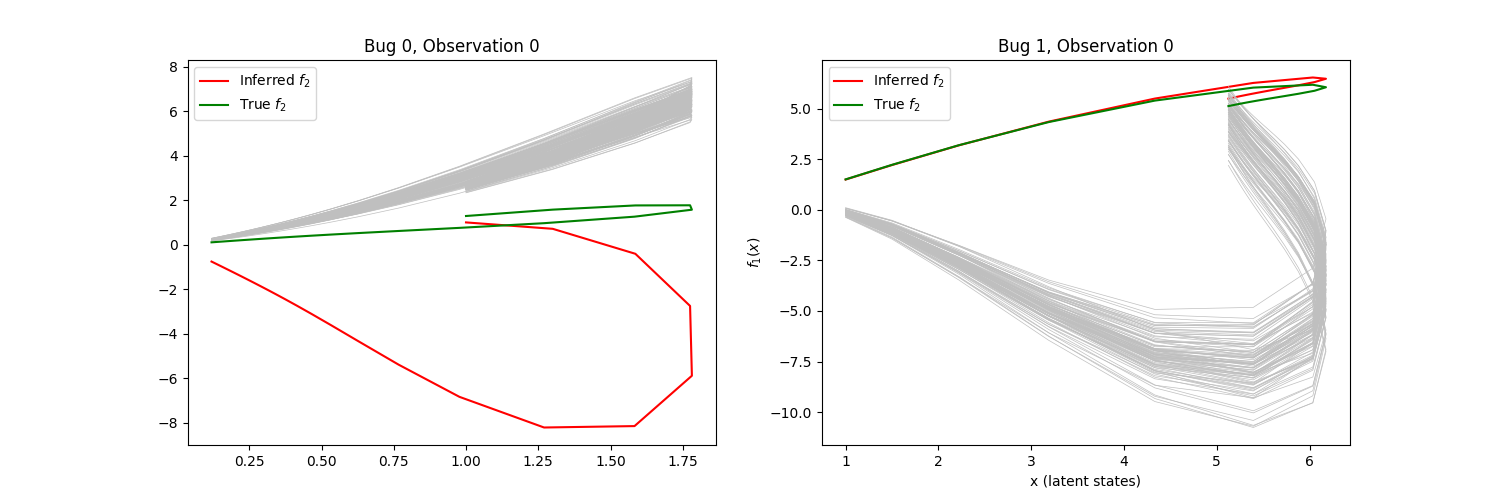 Bug 0, Observation 0
Inferred f₂
True f₂
8
6
4
2
0
−2
−4
−6
−8
0.25 0.50 0.75 1.00 1.25 1.50 1.75
Bug 1, Observation 0
Inferred f₂
True f₂
f₁(x)
5.0
2.5
0.0
−2.5
−5.0
−7.5
−10.0
1 2 3 4 5 6
x (latent states)